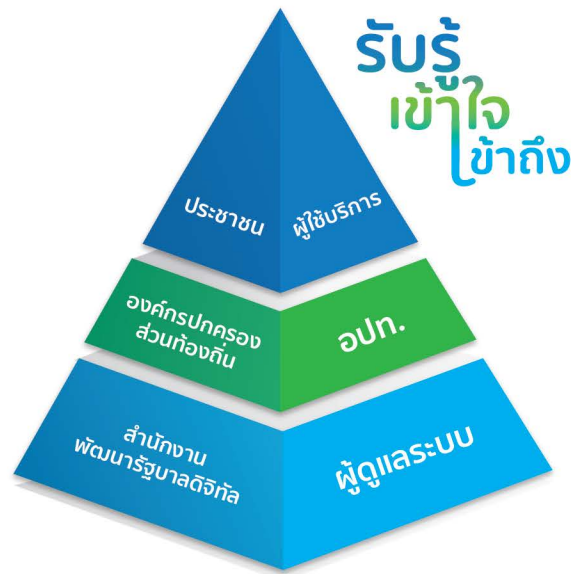 รับรู้
เข้าใจ
เข้าถึง
ประชาชน
ผู้ใช้บริการ
องค์กรปกครอง
ส่วนท้องถิ่น
อปท.
สำนักงาน
พัฒนารัฐบาลดิจิทัล
ผู้ดูแลระบบ